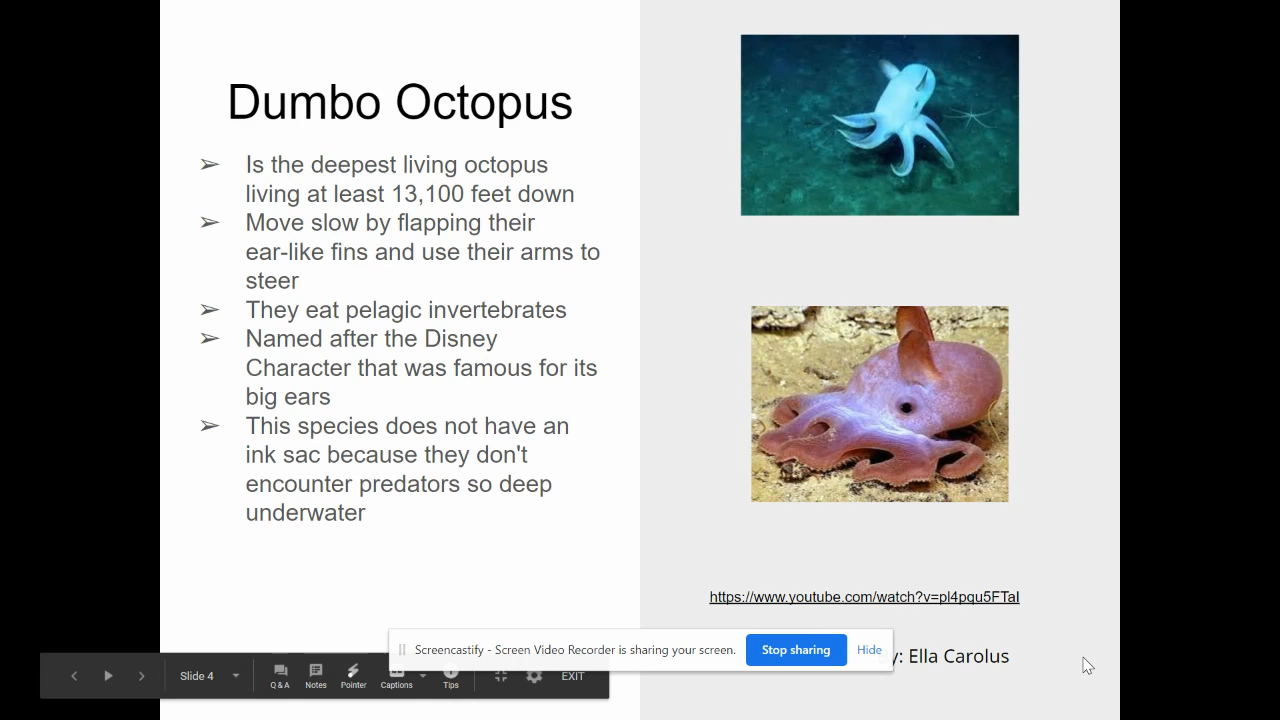 Dumbo Octopus
➢ Is the deepest living octopus
living at least 13,100 feet down
➢ Move slow by flapping their
ear-like fins and use their arms to
steer
➢ They eat pelagic invertebrates
➢ Named after the Disney
Character that was famous for its
big ears
➢ This species does not have an
ink sac because they don't
encounter predators so deep
underwater
https://www.youtube.com/watch?v=pl4pqu5FTaI
Screencastify - Screen Video Recorder is sharing your screen.
Stop sharing
Hide
y: Ella Carolus
Slide 4
Q & A
Notes
Pointer
Captions
Tips
EXIT